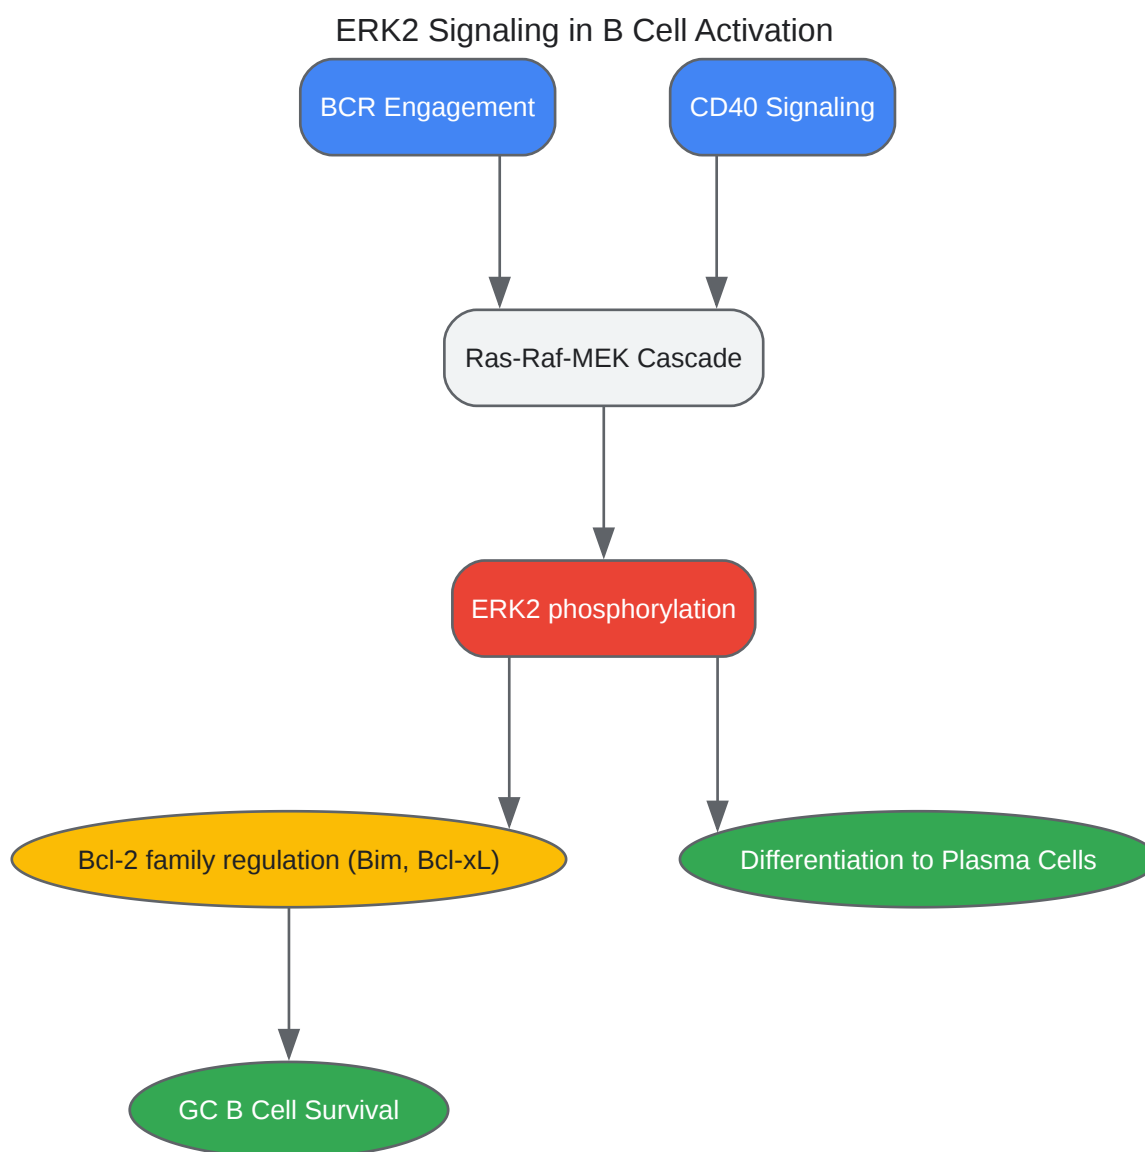 ERK2 Signaling in B Cell Activation
BCR Engagement
CD40 Signaling
Ras-Raf-MEK Cascade
ERK2 phosphorylation
Bcl-2 family regulation (Bim, Bcl-xL)
Differentiation to Plasma Cells
GC B Cell Survival